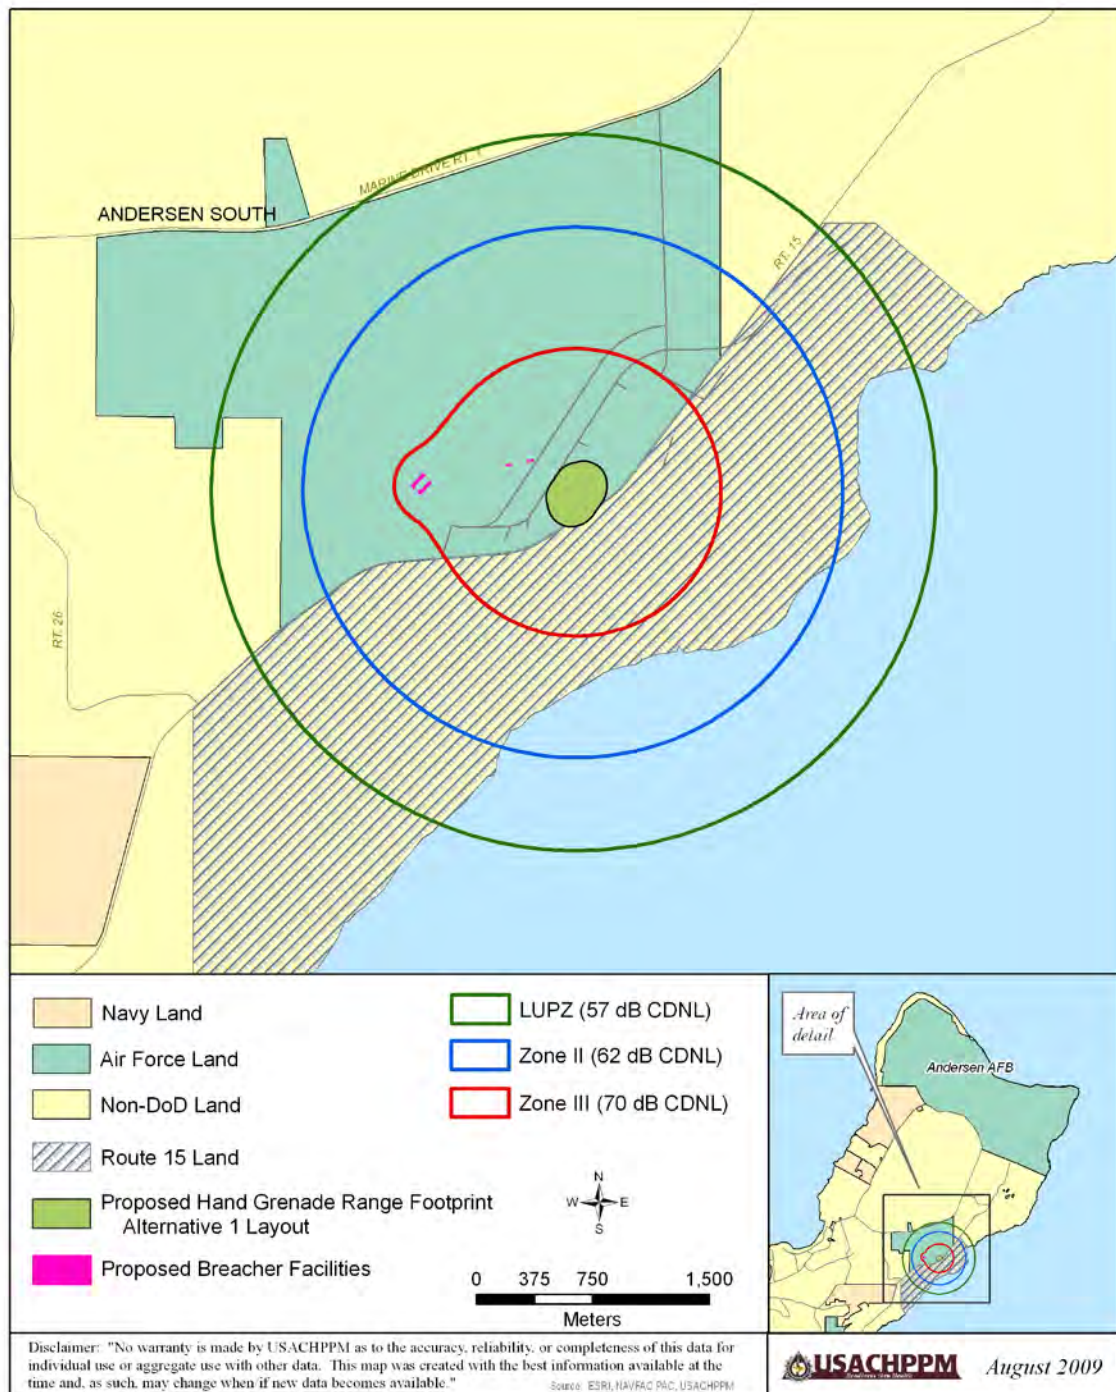 MARINE DRIVE RT. 1
ANDERSEN SOUTH
RT. 15
RT. 26
Navy Land
Air Force Land
Non-DoD Land
Route 15 Land
Proposed Hand Grenade Range Footprint
Alternative 1 Layout
Proposed Breacher Facilities
LUPZ (57 dB CDNL)
Zone II (62 dB CDNL)
Zone III (70 dB CDNL)
N
W E
S
0 375 750 1,500
Meters
Area of
detail
Andersen AFB
Disclaimer: "No warranty is made by USACHPPM as to the accuracy, reliability, or completeness of this data for
individual use or aggregate use with other data. This map was created with the best information available at the
time and, as such, may change when/if new data becomes available."
Source: ESRI, NAVFAC PAC, USACHPPM
USACHPPM
August 2009